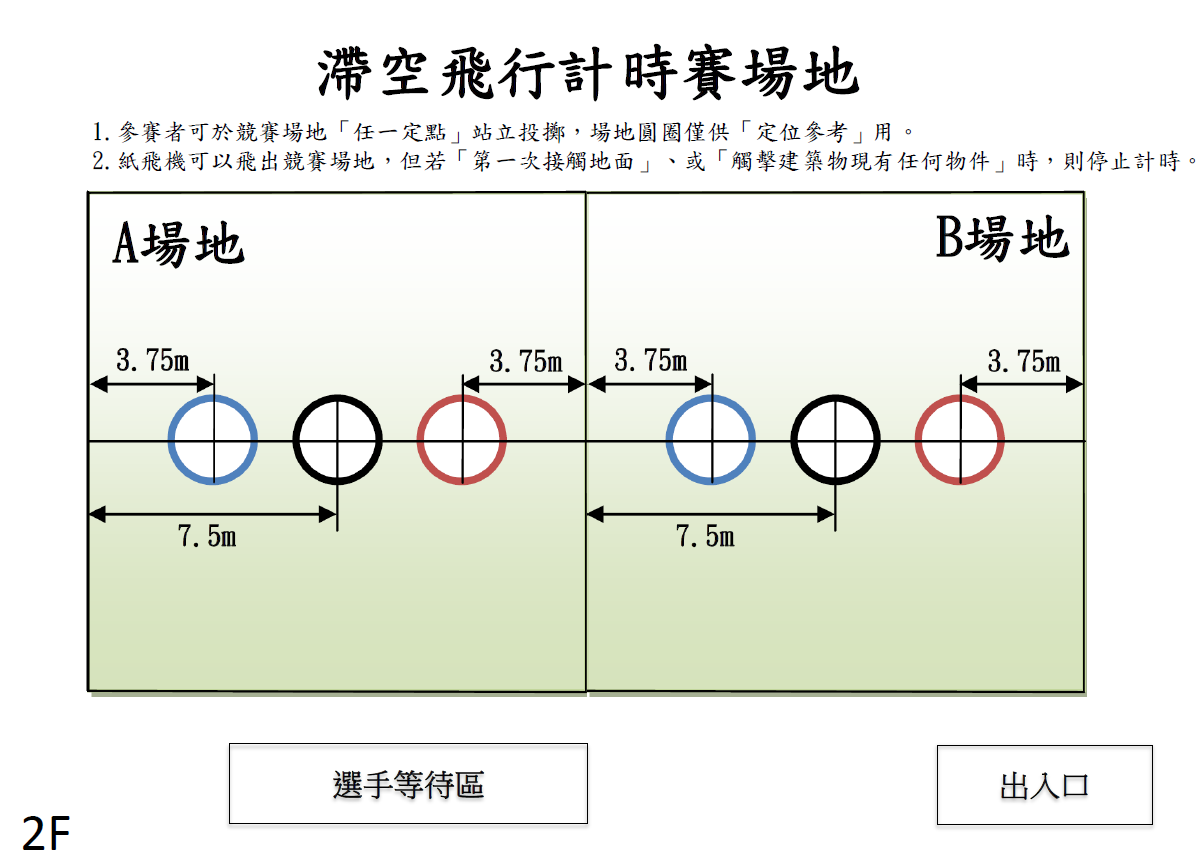 滯空飛行計時賽場地
1.參賽者可於競賽場地「任一定點」站立投擲，場地圓圈僅供「定位參考」用。
2.紙飛機可以飛出競賽場地，但若「第一次接觸地面」、或「觸擊建築物現有任何物件」時，則停止計時。
A場地
B場地
3.75m
3.75m
3.75m
3.75m
7.5m
7.5m
選手等待區
出入口
2F